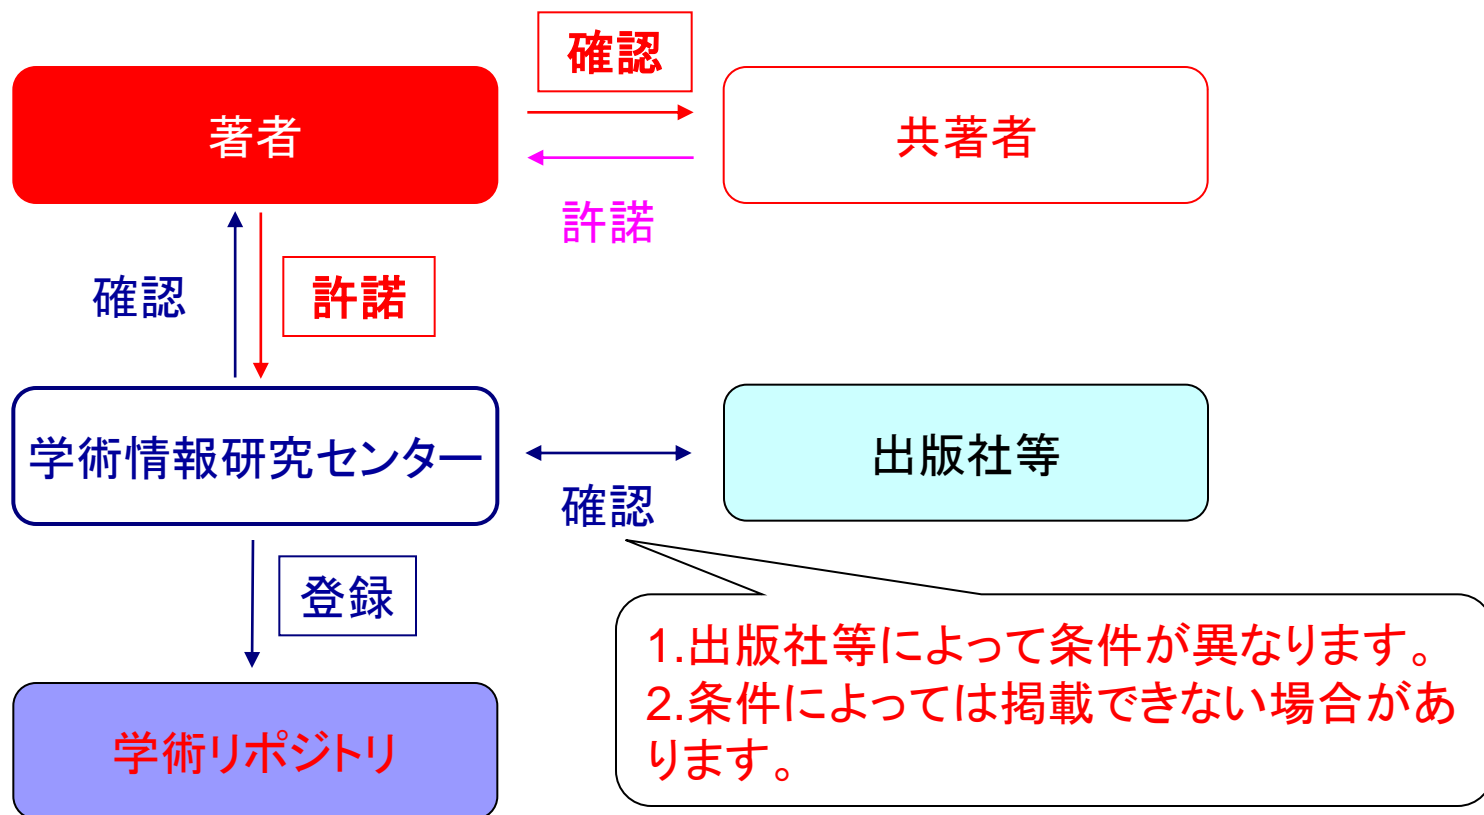 確認
著者
共著者
許諾
確認
許諾
学術情報研究センター
出版社等
確認
登録
1.出版社等によって条件が異なります。
2.条件によっては掲載できない場合があ
ります。
学術リポジトリ